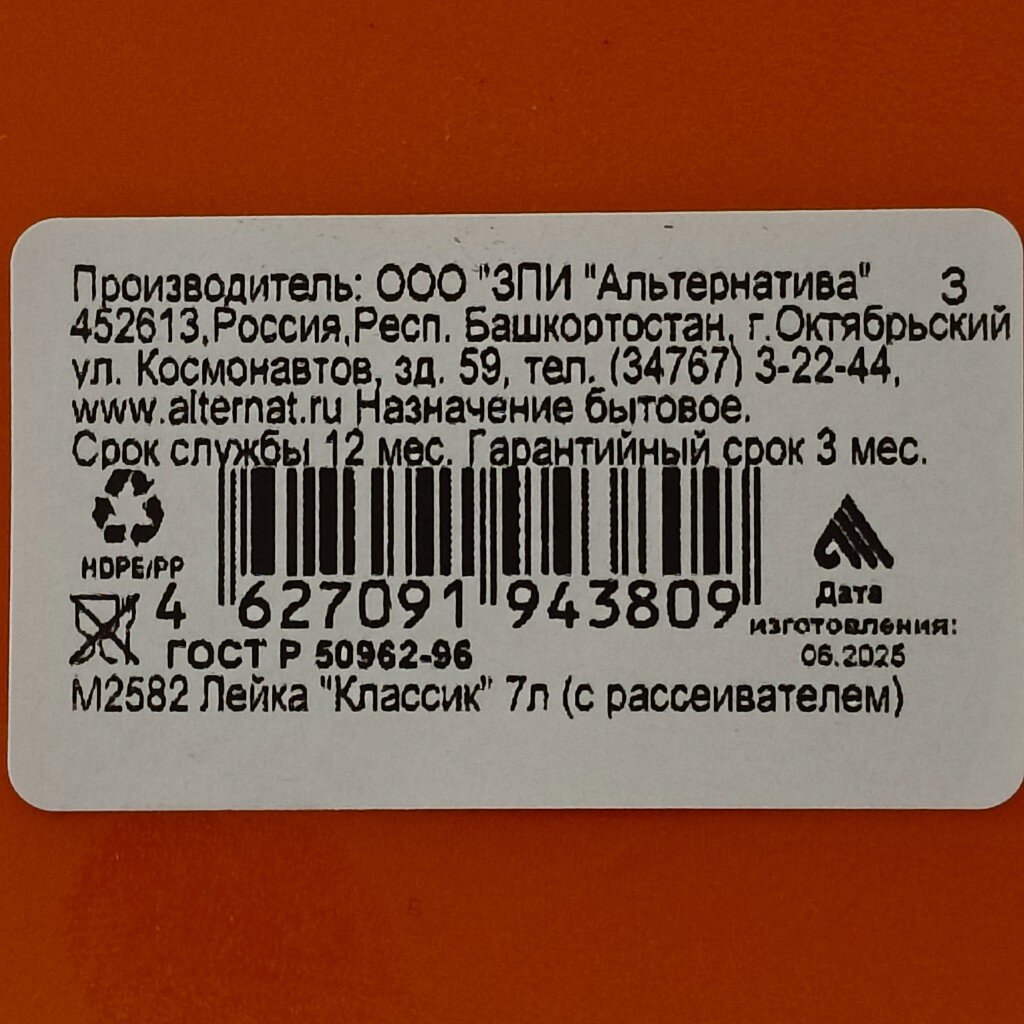 Производитель: ООО "ЗПИ "Альтернатива" 3
452613,Россия,Респ. Башкортостан, г.Октябрьский
ул. Космонавтов, зд. 59, тел. (34767) 3-22-44,
www.alternat.ru Назначение бытовое.
Срок службы 12 мес. Гарантийный срок 3 мес.
HDPE/PP
4 627091 943809
Дата
изготовления:
06.2025
ГОСТ Р 50962-96
М2582 Лейка "Классик" 7л (с рассеивателем)